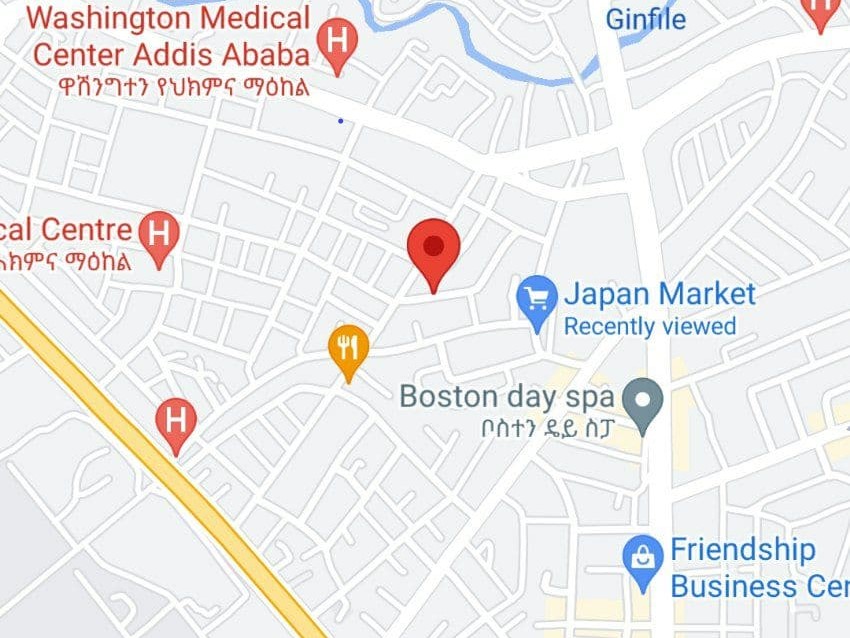 Washington Medical
Center Addis Ababa
ዋሽንግተን የህክምና ማዕከል
Ginfile
H
H
cal Centre
H
ሕክምና ማዕከል
Japan Market
Recently viewed
Boston day spa
ቦስተን ዴይ ስፓ
H
Friendship
Business Cen